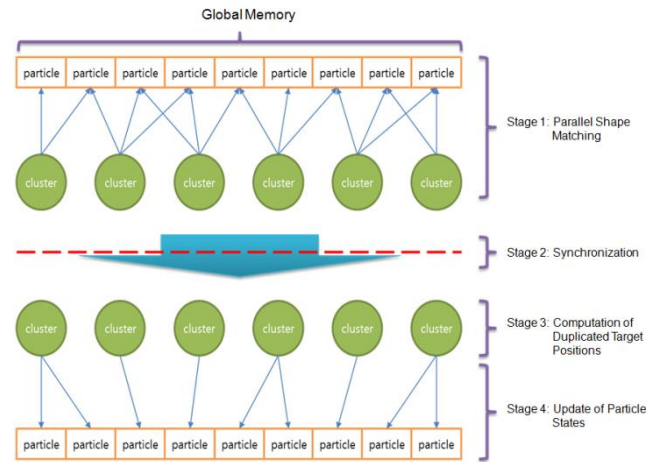 Global Memory
particle particle particle particle particle particle particle particle particle
Stage 1: Parallel Shape
Matching
cluster cluster cluster cluster cluster cluster
Stage 2: Synchronization
cluster cluster cluster cluster cluster cluster
Stage 3: Computation of
Duplicated Target
Positions
Stage 4: Update of Particle
States
particle particle particle particle particle particle particle particle particle